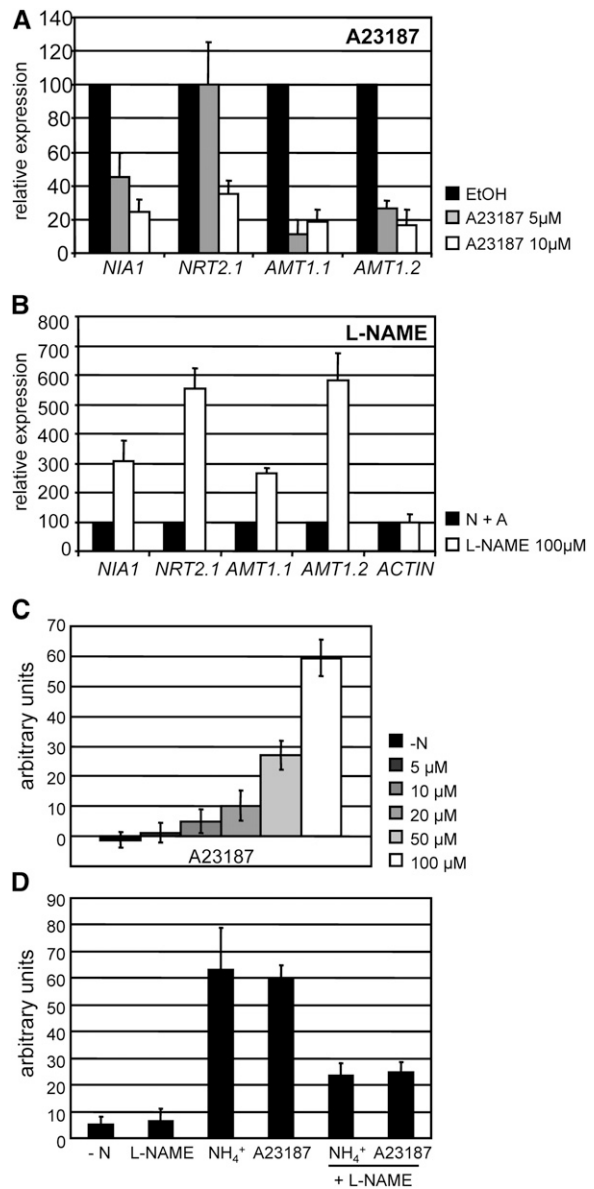 A
A23187
relative expression
140
120
100
80
60
40
20
0
NIA1 NRT2.1 AMT1.1 AMT1.2
EtOH
A23187 5µM
A23187 10µM
B
L-NAME
relative expression
800
700
600
500
400
300
200
100
0
NIA1 NRT2.1 AMT1.1 AMT1.2 ACTIN
N + A
L-NAME 100µM
C
arbitrary units
70
60
50
40
30
20
10
0
A23187
-N
5 µM
10 µM
20 µM
50 µM
100 µM
D
arbitrary units
90
80
70
60
50
40
30
20
10
0
- N L-NAME NH₄⁺ A23187 NH₄⁺ A23187
+ L-NAME